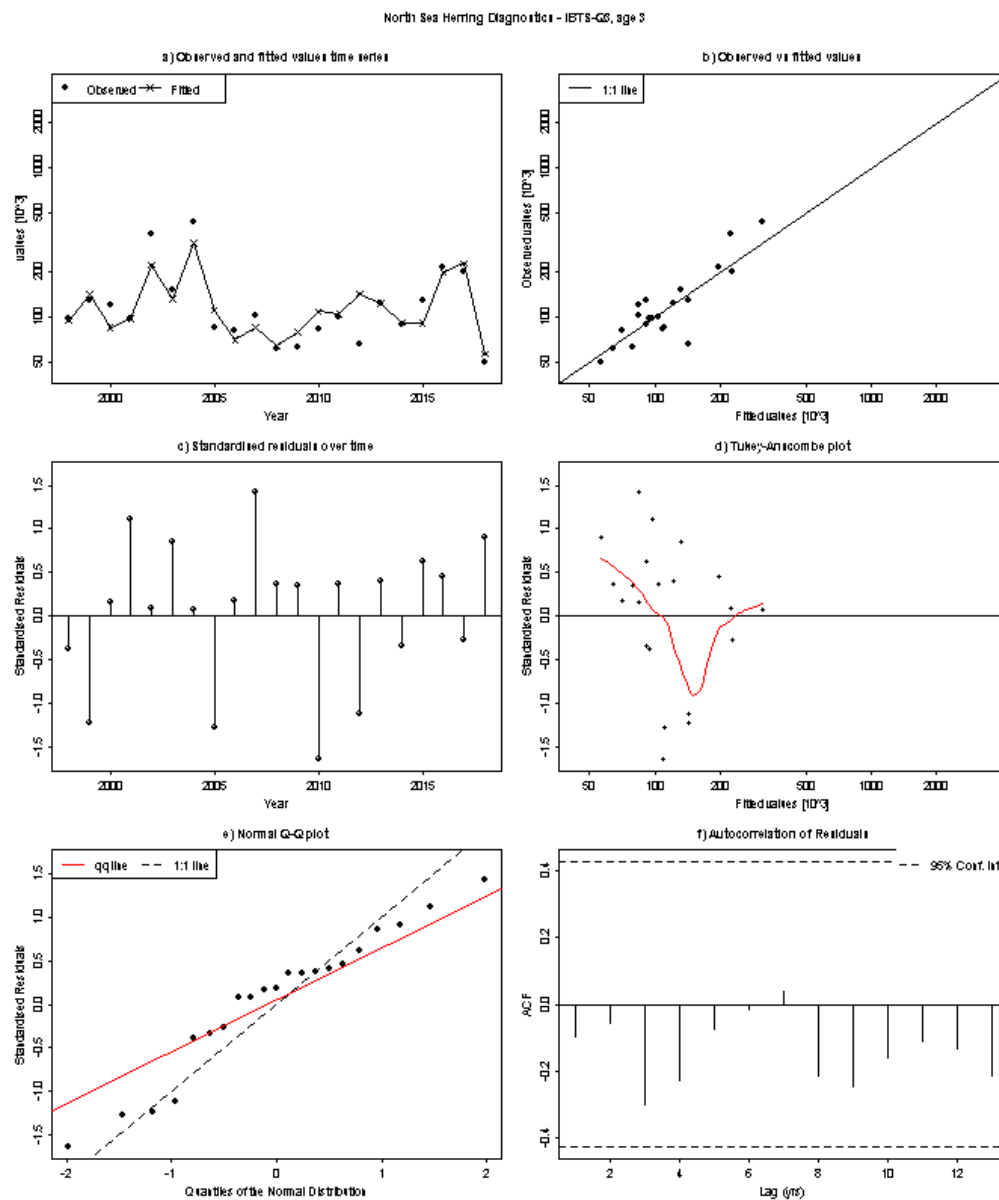 North Sea Herring Diagnostics - IBTS-Q3, age 3
a) Observed and fitted values time series
Observed Fitted
values [10^3]
50 100 200 500 1000 2000
2000 2005 2010 2015
Year
b) Observed vs fitted values
1:1 line
Observed values [10^3]
50 100 200 500 1000 2000
50 100 200 500 1000 2000
Fitted values [10^3]
c) Standardised residuals over time
Standardised Residuals
-1.5 -1.0 -0.5 0.0 0.5 1.0 1.5
2000 2005 2010 2015
Year
d) Tukey-Anscombe plot
Standardised Residuals
-1.5 -1.0 -0.5 0.0 0.5 1.0 1.5
50 100 200 500 1000 2000
Fitted values [10^3]
e) Normal Q-Q plot
qq line 1:1 line
Standardised Residuals
-1.5 -1.0 -0.5 0.0 0.5 1.0 1.5
-2 -1 0 1 2
Quantiles of the Normal Distribution
f) Autocorrelation of Residuals
95% Conf. Int
ACF
-0.4 -0.2 0.0 0.2 0.4
2 4 6 8 10 12
Lag (yrs)